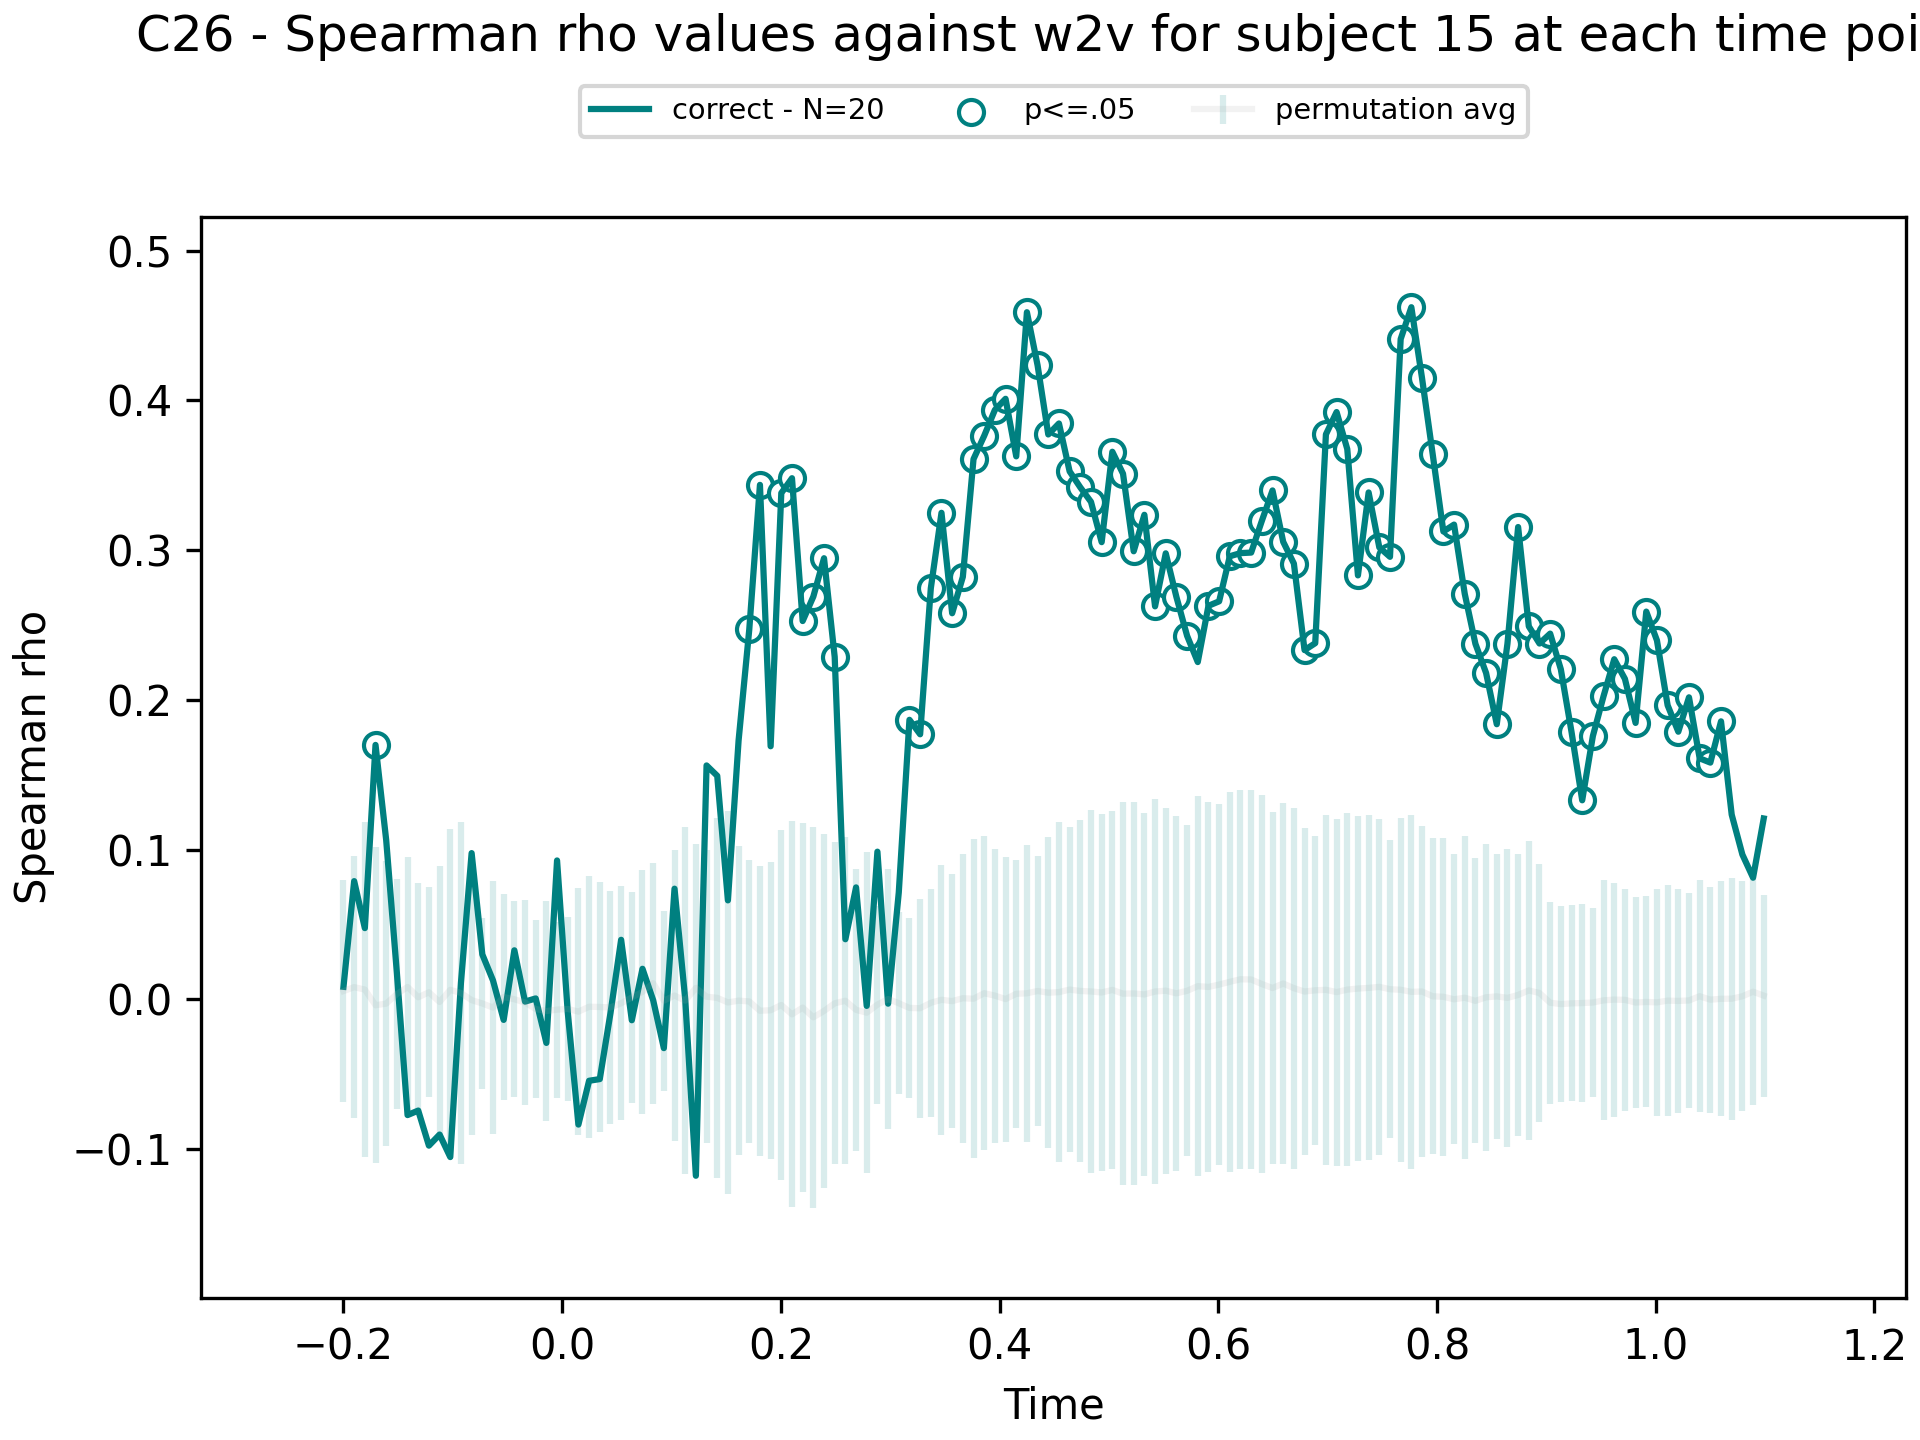 C26 - Spearman rho values against w2v for subject 15 at each time poi
correct - N=20 p<=.05 permutation avg
0.5
0.4
0.3
0.2
0.1
0.0
−0.1
Spearman rho
−0.2 0.0 0.2 0.4 0.6 0.8 1.0 1.2
Time